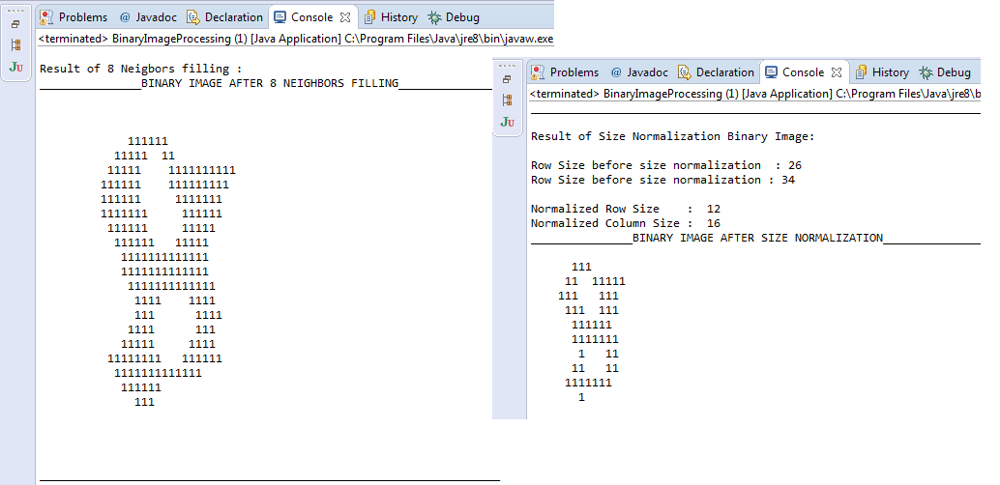 Problems @ Javadoc Declaration Console History Debug
<terminated> BinaryImageProcessing (1) [Java Application] C:\Program Files\Java\jre8\bin\javaw.exe
Ju
Result of 8 Neigbors filling :
_______________BINARY IMAGE AFTER 8 NEIGHBORS FILLING______________
             111111
           11111  11
          11111    1111111111
         111111    111111111
         111111     1111111
         1111111     111111
          111111     11111
           111111   11111
            1111111111111
            1111111111111
             1111111111111
              1111    1111
              111      1111
             1111      111
            11111     1111
          11111111   111111
           1111111111111
            111111
              111
Problems @ Javadoc Declaration Console History Debug
<terminated> BinaryImageProcessing (1) [Java Application] C:\Program Files\Java\jre8\b
Ju
Result of Size Normalization Binary Image:
Row Size before size normalization  : 26
Row Size before size normalization : 34
Normalized Row Size    :  12
Normalized Column Size :  16
_______________BINARY IMAGE AFTER SIZE NORMALIZATION_______________
      111
     11  11111
    111   111
     111  111
      111111
      1111111
       1   11
      11   11
     1111111
       1